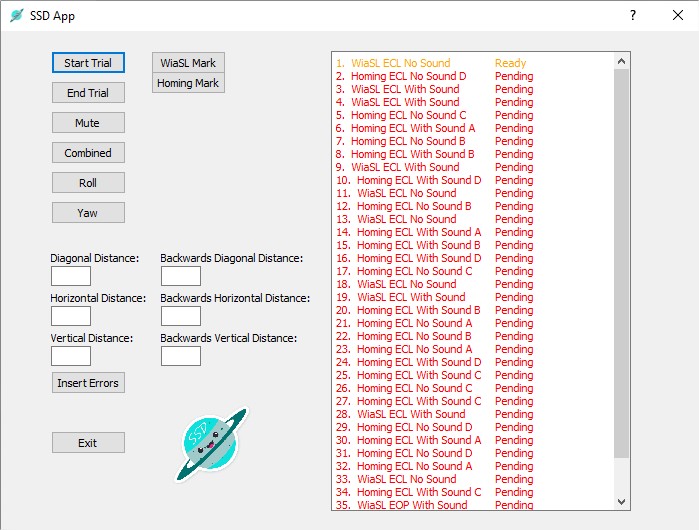 SSD App
?
Start Trial
WiaSL Mark
End Trial
Homing Mark
Mute
Combined
Roll
Yaw
Diagonal Distance:
Backwards Diagonal Distance:
Horizontal Distance:
Backwards Horizontal Distance:
Vertical Distance:
Backwards Vertical Distance:
Insert Errors
Exit
SSD
1. WiaSL ECL No Sound Ready
2. Homing ECL No Sound D Pending
3. WiaSL ECL With Sound Pending
4. WiaSL ECL With Sound Pending
5. Homing ECL No Sound C Pending
6. Homing ECL With Sound A Pending
7. Homing ECL No Sound B Pending
8. Homing ECL With Sound B Pending
9. WiaSL ECL With Sound Pending
10. Homing ECL With Sound D Pending
11. WiaSL ECL No Sound Pending
12. Homing ECL No Sound B Pending
13. WiaSL ECL No Sound Pending
14. Homing ECL With Sound A Pending
15. Homing ECL With Sound B Pending
16. Homing ECL With Sound D Pending
17. Homing ECL No Sound C Pending
18. WiaSL ECL No Sound Pending
19. WiaSL ECL With Sound Pending
20. Homing ECL With Sound B Pending
21. Homing ECL No Sound A Pending
22. Homing ECL No Sound B Pending
23. Homing ECL No Sound A Pending
24. Homing ECL With Sound D Pending
25. Homing ECL With Sound C Pending
26. Homing ECL No Sound C Pending
27. Homing ECL With Sound C Pending
28. WiaSL ECL With Sound Pending
29. Homing ECL No Sound D Pending
30. Homing ECL With Sound A Pending
31. Homing ECL No Sound D Pending
32. Homing ECL No Sound A Pending
33. WiaSL ECL No Sound Pending
34. Homing ECL With Sound C Pending
35. WiaSL EOP With Sound Pending